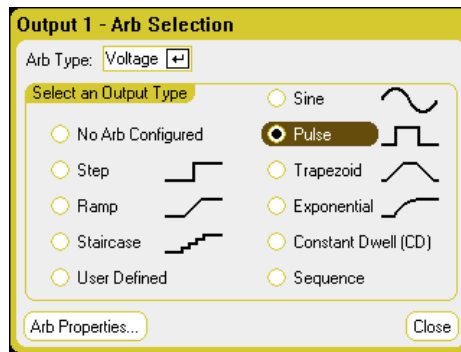 Output 1 - Arb Selection
Arb Type: Voltage
Select an Output Type
No Arb Configured
Step
Ramp
Staircase
User Defined
Sine
Pulse
Trapezoid
Exponential
Constant Dwell (CD)
Sequence
Arb Properties...
Close